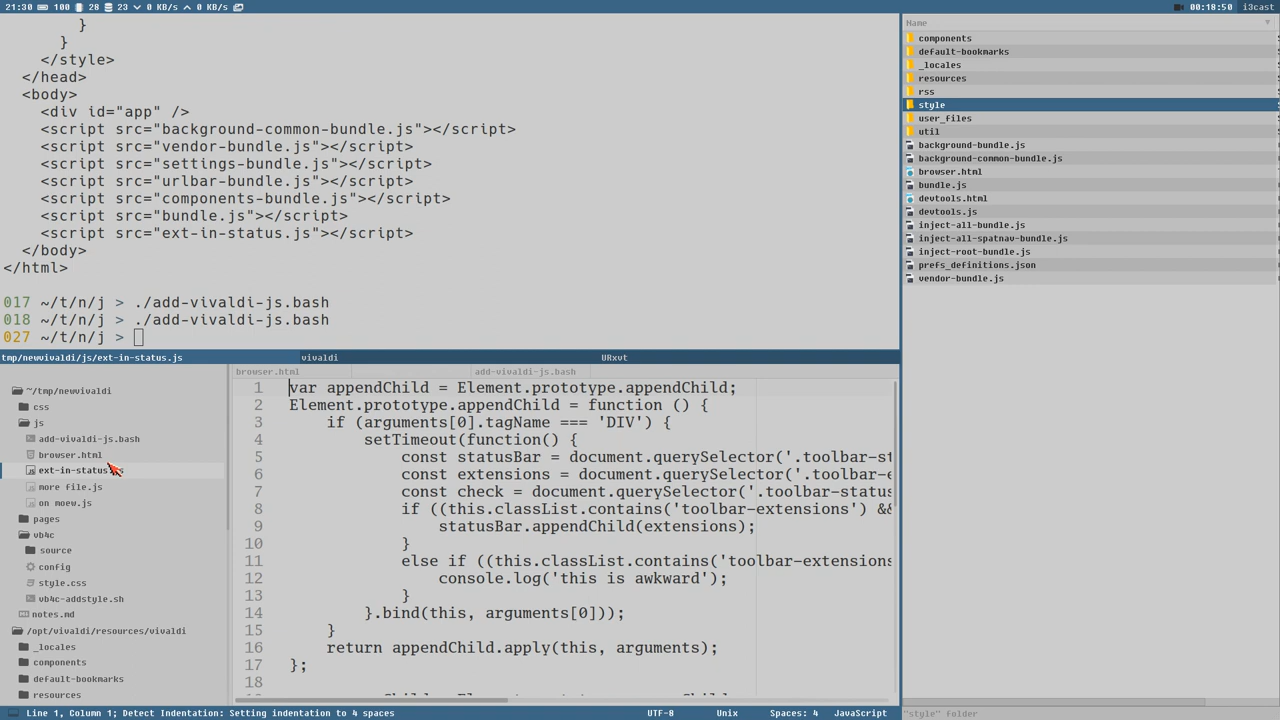 21:30 100 28 23 0 KB/s 0 KB/s
00:18:50 i3cast
}
}
</style>
</head>
<body>
<div id="app" />
<script src="background-common-bundle.js"></script>
<script src="vendor-bundle.js"></script>
<script src="settings-bundle.js"></script>
<script src="urlbar-bundle.js"></script>
<script src="components-bundle.js"></script>
<script src="bundle.js"></script>
<script src="ext-in-status.js"></script>
</body>
</html>
017 ~/t/n/j > ./add-vivaldi-js.bash
018 ~/t/n/j > ./add-vivaldi-js.bash
027 ~/t/n/j >
tmp/newvivaldi/js/ext-in-status.js vivaldi URxvt
~/tmp/newvivaldi
css
js
add-vivaldi-js.bash
browser.html
ext-in-status
more file.js
on moew.js
pages
vb4c
source
config
style.css
vb4c-addstyle.sh
notes.md
/opt/vivaldi/resources/vivaldi
_locales
components
default-bookmarks
resources
browser.html add-vivaldi-js.bash
1 var appendChild = Element.prototype.appendChild;
2 Element.prototype.appendChild = function () {
3 if (arguments[0].tagName === 'DIV') {
4 setTimeout(function() {
5 const statusBar = document.querySelector('.toolbar-st
6 const extensions = document.querySelector('.toolbar-e
7 const check = document.querySelector('.toolbar-status
8 if ((this.classList.contains('toolbar-extensions') &&
9 statusBar.appendChild(extensions);
10 }
11 else if ((this.classList.contains('toolbar-extensions
12 console.log('this is awkward');
13 }
14 }.bind(this, arguments[0]));
15 }
16 return appendChild.apply(this, arguments);
17 };
18
Line 1, Column 1; Detect Indentation: Setting indentation to 4 spaces UTF-8 Unix Spaces: 4 JavaScript
Name
components
default-bookmarks
_locales
resources
rss
style
user_files
util
background-bundle.js
background-common-bundle.js
browser.html
bundle.js
devtools.html
devtools.js
inject-all-bundle.js
inject-all-spatnav-bundle.js
inject-root-bundle.js
prefs_definitions.json
vendor-bundle.js
"style" folder